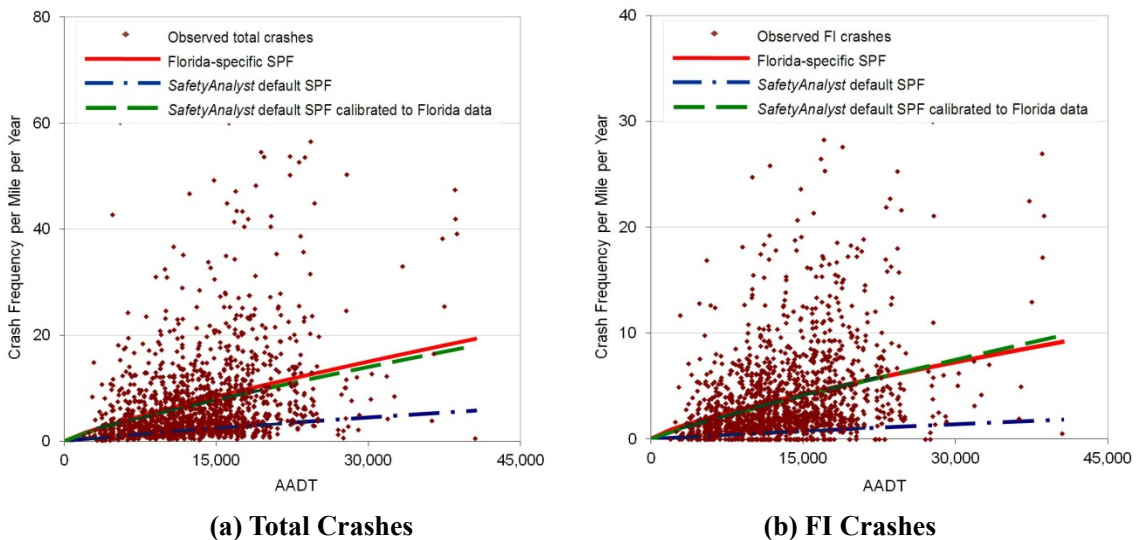 80
60
40
20
0
Crash Frequency per Mile per Year
Observed total crashes
Florida-specific SPF
SafetyAnalyst default SPF
SafetyAnalyst default SPF calibrated to Florida data
0
15,000
30,000
45,000
AADT
(a) Total Crashes
40
30
20
10
0
Crash Frequency per Mile per Year
Observed FI crashes
Florida-specific SPF
SafetyAnalyst default SPF
SafetyAnalyst default SPF calibrated to Florida data
0
15,000
30,000
45,000
AADT
(b) FI Crashes